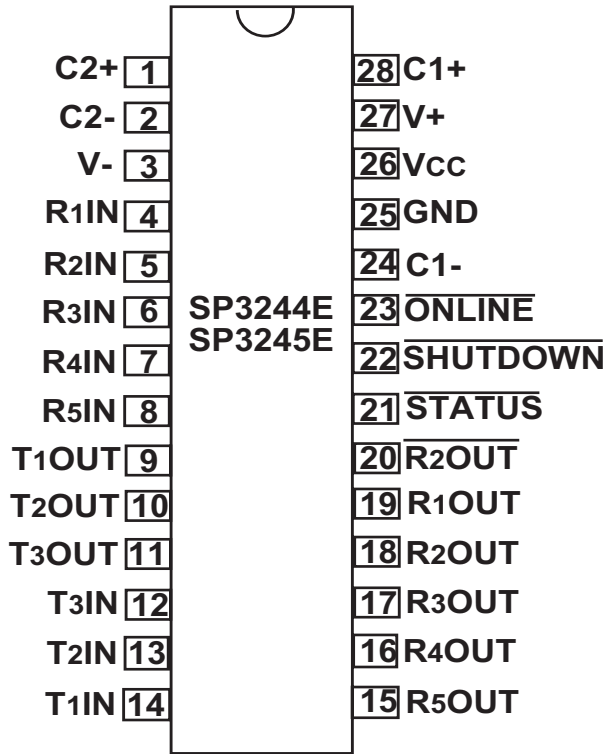 C2+ 1 28 C1+
C2- 2 27 V+
V- 3 26 VCC
R1IN 4 25 GND
R2IN 5 24 C1-
R3IN 6 SP3244E 23 ONLINE
SP3245E
R4IN 7 22 SHUTDOWN
R5IN 8 21 STATUS
T1OUT 9 20 R2OUT
T2OUT 10 19 R1OUT
T3OUT 11 18 R2OUT
T3IN 12 17 R3OUT
T2IN 13 16 R4OUT
T1IN 14 15 R5OUT